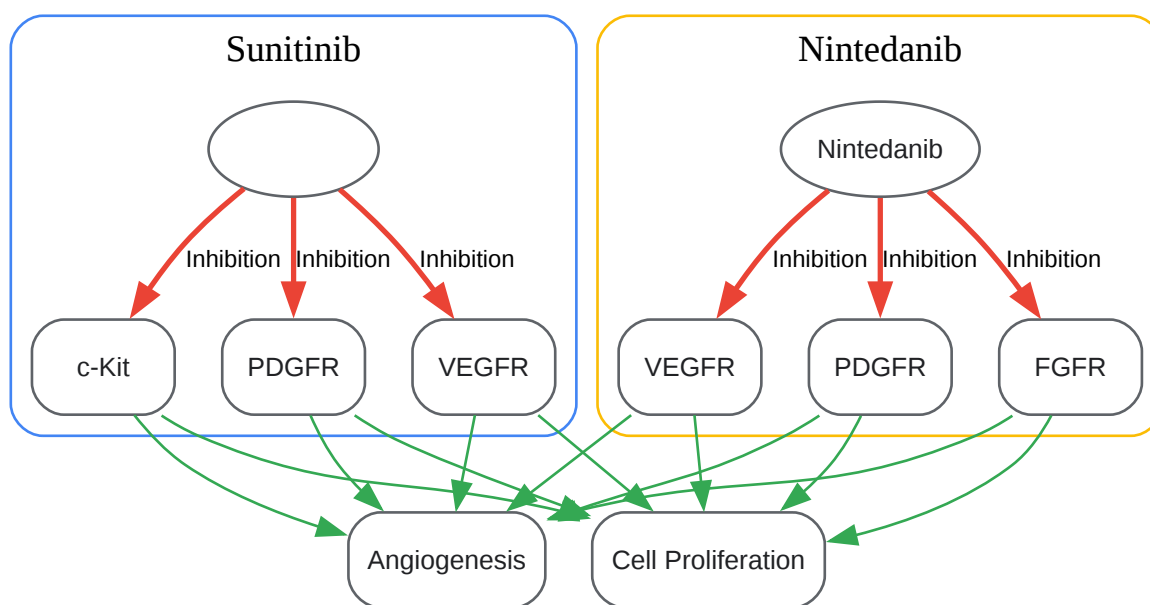 Sunitinib
Nintedanib
Nintedanib
Inhibition
Inhibition
Inhibition
Inhibition
Inhibition
Inhibition
c-Kit
PDGFR
VEGFR
VEGFR
PDGFR
FGFR
Angiogenesis
Cell Proliferation